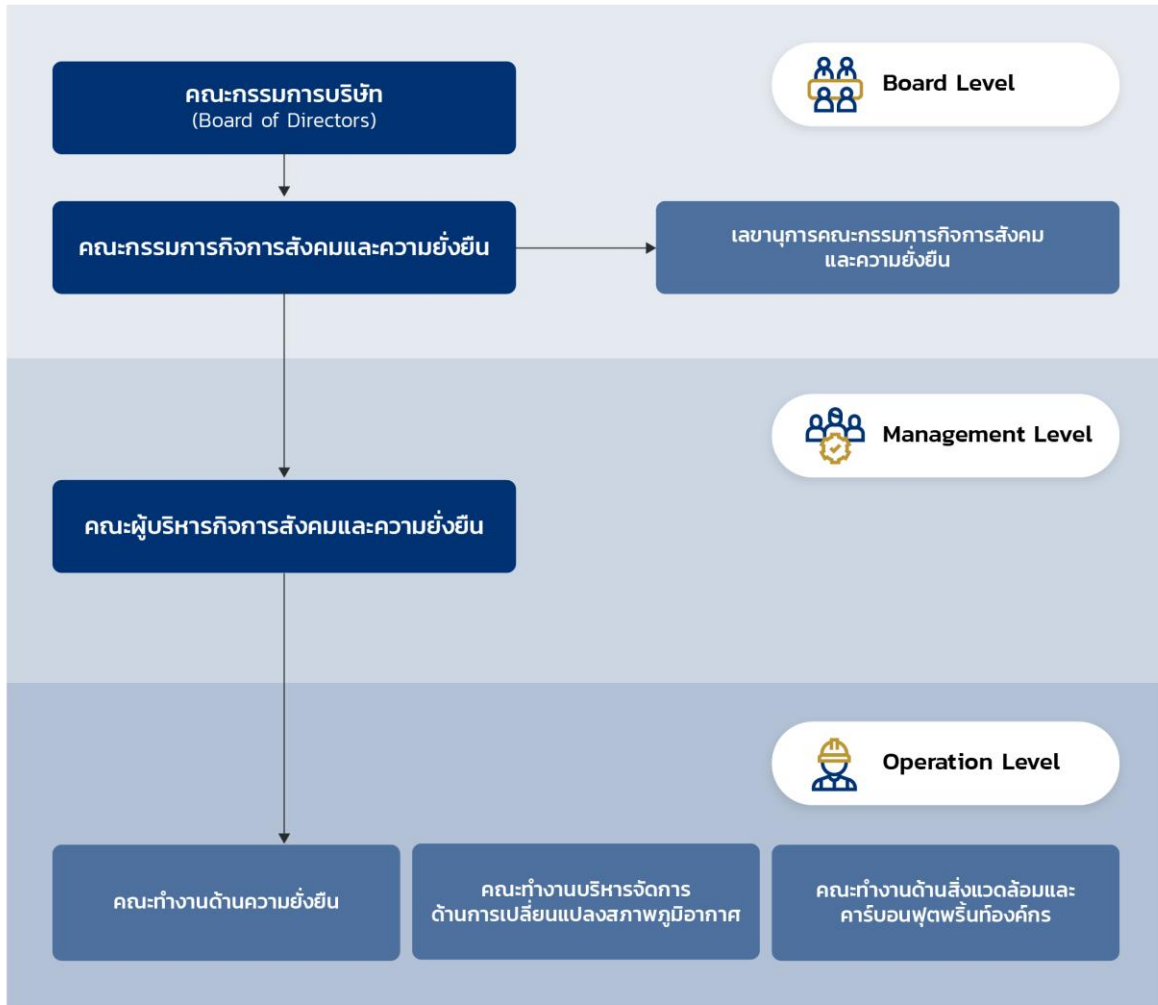 คณะกรรมการบริษัท
(Board of Directors)
Board Level
คณะกรรมการกิจการสังคมและความยั่งยืน
เลขานุการคณะกรรมการกิจการสังคม
และความยั่งยืน
Management Level
คณะผู้บริหารกิจการสังคมและความยั่งยืน
Operation Level
คณะทำงานด้านความยั่งยืน
คณะทำงานบริหารจัดการ
ด้านการเปลี่ยนแปลงสภาพภูมิอากาศ
คณะทำงานด้านสิ่งแวดล้อมและ
คาร์บอนฟุตพริ้นท์องค์กร